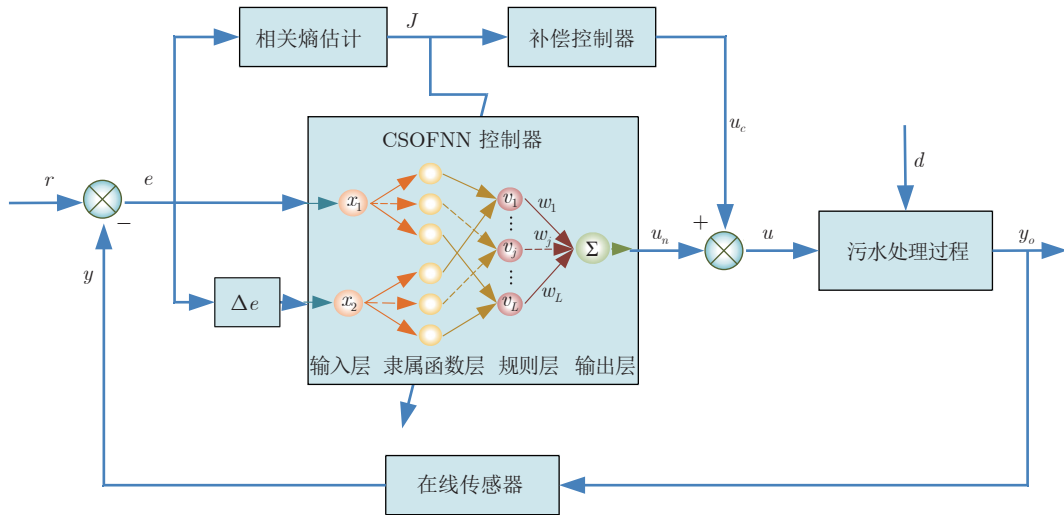 相关熵估计
J
补偿控制器
CSOFNN 控制器
u_c
d
r
e
−
x_1
v_1
⋮
w_1
v_j
w_j
Σ
u_n
+
u
污水处理过程
y_o
y
Δe
x_2
⋮
v_L
w_L
输入层 隶属函数层 规则层 输出层
在线传感器